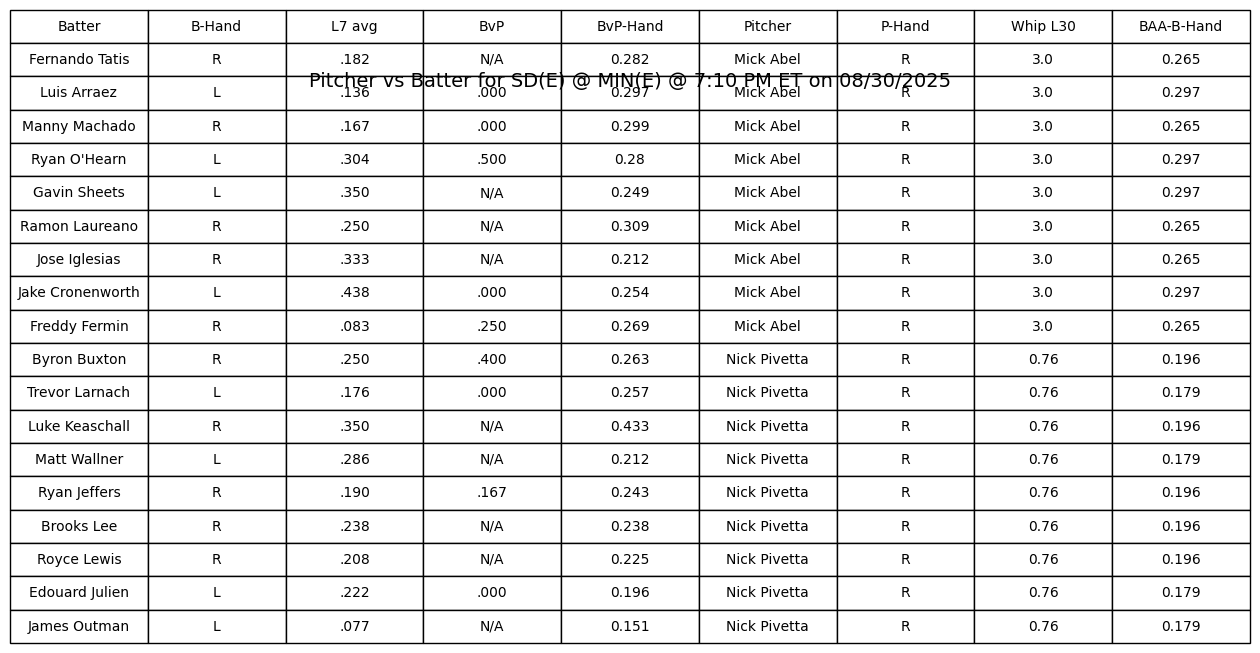 Batter B-Hand L7 avg BvP BvP-Hand Pitcher P-Hand Whip L30 BAA-B-Hand
Fernando Tatis R .182 N/A 0.282 Mick Abel R 3.0 0.265
Pitcher vs Batter for SD(E) @ MIN(E) @ 7:10 PM ET on 08/30/2025
Luis Arraez L .136 .000 0.297 Mick Abel R 3.0 0.297
Manny Machado R .167 .000 0.299 Mick Abel R 3.0 0.265
Ryan O'Hearn L .304 .500 0.28 Mick Abel R 3.0 0.297
Gavin Sheets L .350 N/A 0.249 Mick Abel R 3.0 0.297
Ramon Laureano R .250 N/A 0.309 Mick Abel R 3.0 0.265
Jose Iglesias R .333 N/A 0.212 Mick Abel R 3.0 0.265
Jake Cronenworth L .438 .000 0.254 Mick Abel R 3.0 0.297
Freddy Fermin R .083 .250 0.269 Mick Abel R 3.0 0.265
Byron Buxton R .250 .400 0.263 Nick Pivetta R 0.76 0.196
Trevor Larnach L .176 .000 0.257 Nick Pivetta R 0.76 0.179
Luke Keaschall R .350 N/A 0.433 Nick Pivetta R 0.76 0.196
Matt Wallner L .286 N/A 0.212 Nick Pivetta R 0.76 0.179
Ryan Jeffers R .190 .167 0.243 Nick Pivetta R 0.76 0.196
Brooks Lee R .238 N/A 0.238 Nick Pivetta R 0.76 0.196
Royce Lewis R .208 N/A 0.225 Nick Pivetta R 0.76 0.196
Edouard Julien L .222 .000 0.196 Nick Pivetta R 0.76 0.179
James Outman L .077 N/A 0.151 Nick Pivetta R 0.76 0.179